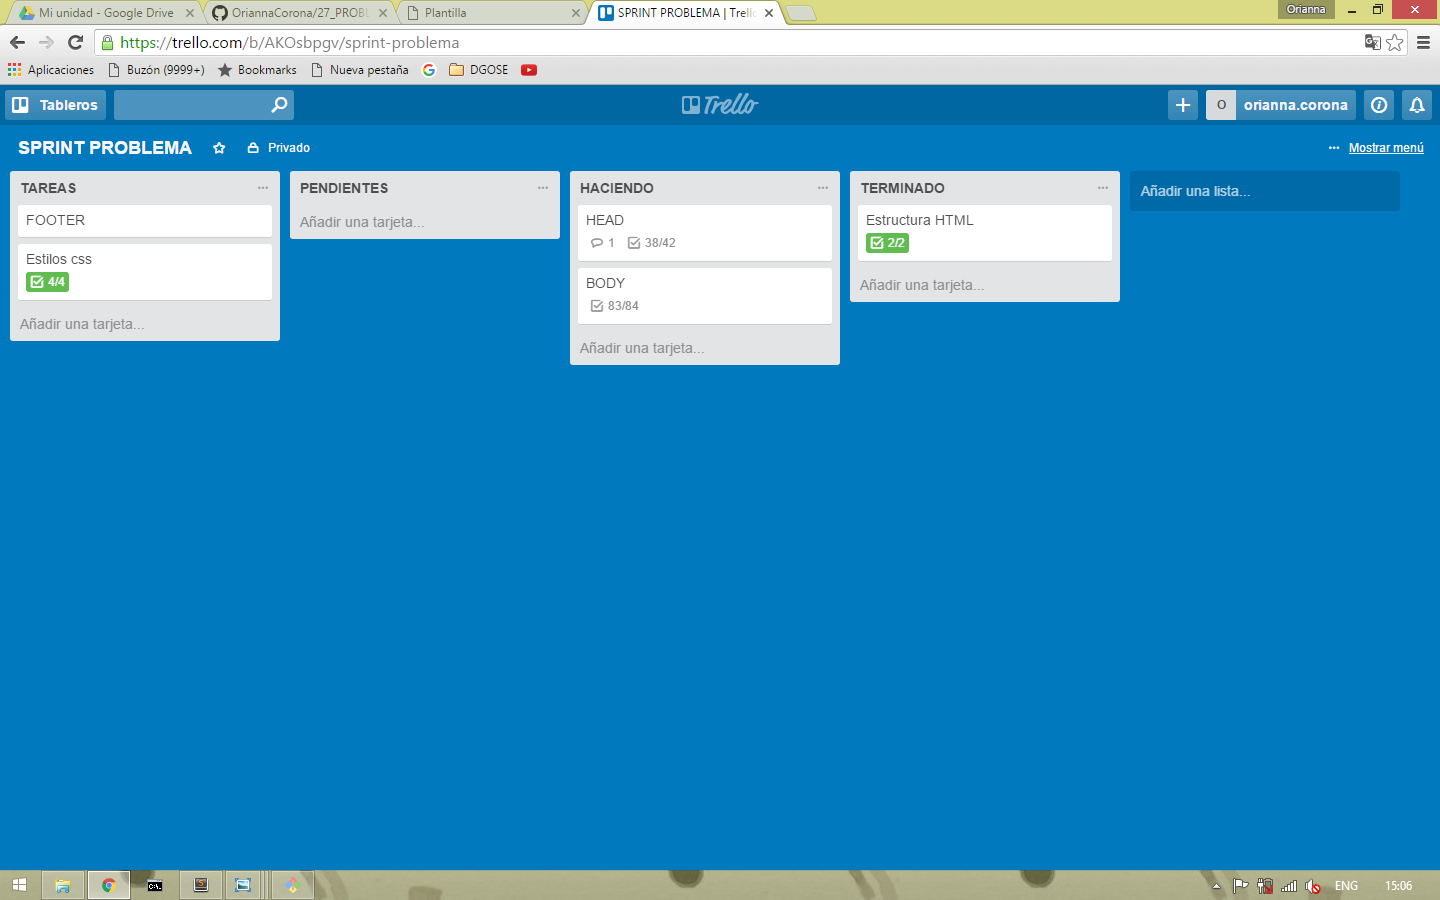 Mi unidad - Google Drive
OriannaCorona/27_PROBL
Plantilla
SPRINT PROBLEMA | Trello
Orianna
https://trello.com/b/AKOsbpgv/sprint-problema
Aplicaciones
Buzón (9999+)
Bookmarks
Nueva pestaña
DGOSE
Tableros
Trello
O
orianna.corona
SPRINT PROBLEMA
Privado
Mostrar menú
TAREAS
FOOTER
Estilos css
4/4
Añadir una tarjeta...
PENDIENTES
Añadir una tarjeta...
HACIENDO
HEAD
1
38/42
BODY
83/84
Añadir una tarjeta...
TERMINADO
Estructura HTML
2/2
Añadir una tarjeta...
Añadir una lista...
ENG
15:06